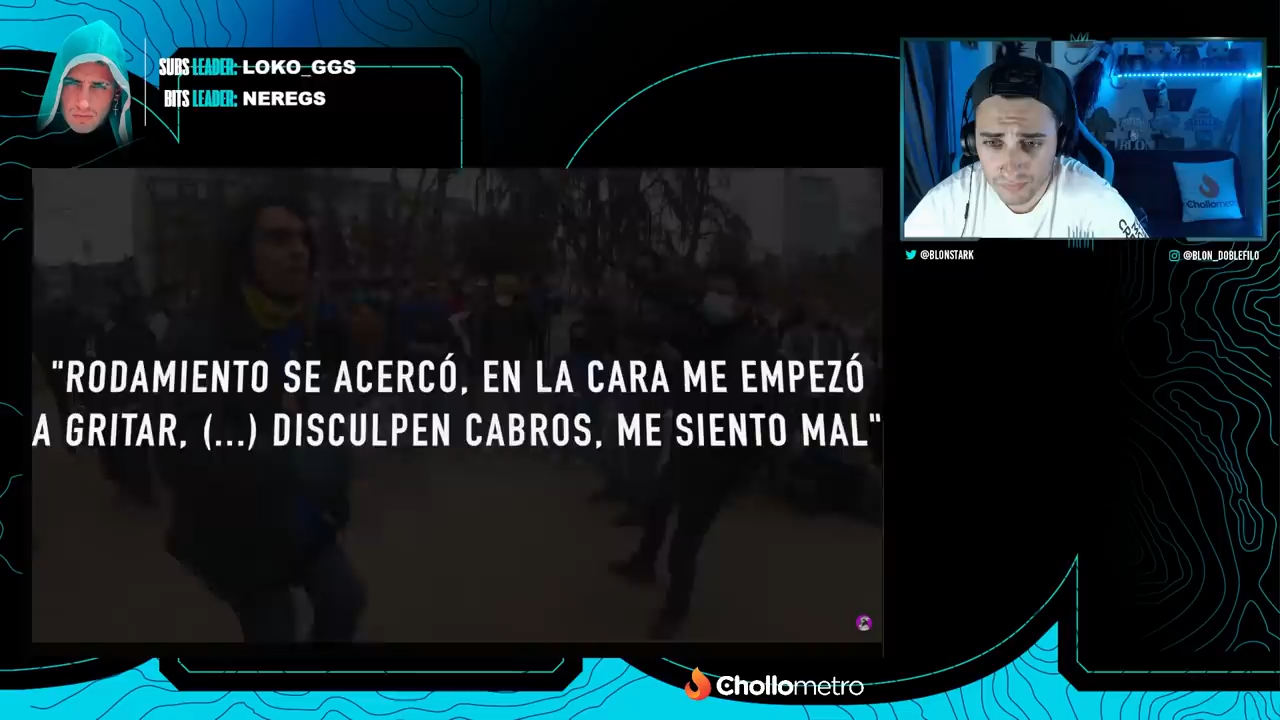 SUBS LEADER: LOKO_GGS
BITS LEADER: NEREGS
"RODAMIENTO SE ACERCÓ, EN LA CARA ME EMPEZÓ
A GRITAR, (...) DISCULPEN CABROS, ME SIENTO MAL"
Chollometro
@BLONSTARK
@BLON_DOBLEFILO
Chollometro